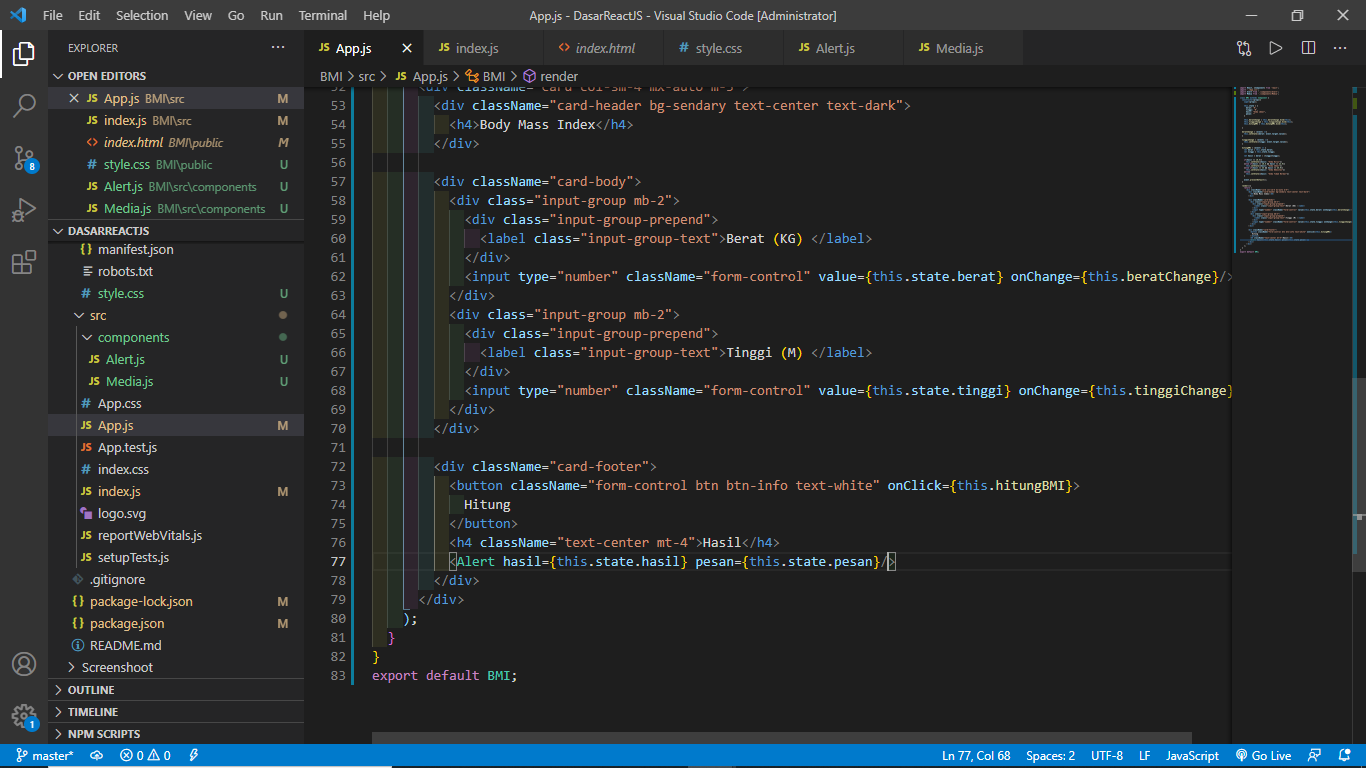 File Edit Selection View Go Run Terminal Help App.js - DasarReactJS - Visual Studio Code [Administrator]
EXPLORER
OPEN EDITORS
App.js BMI\src M
index.js BMI\src M
index.html BMI\public M
style.css BMI\public U
Alert.js BMI\src\components U
Media.js BMI\src\components U
DASARREACTJS
manifest.json
robots.txt
style.css U
src
components
Alert.js U
Media.js U
App.css
App.js M
App.test.js
index.css
index.js M
logo.svg
reportWebVitals.js
setupTests.js
.gitignore
package-lock.json M
package.json M
README.md
Screenshoot
OUTLINE
TIMELINE
NPM SCRIPTS
8
1
JS App.js JS index.js <> index.html # style.css JS Alert.js JS Media.js
BMI > src > JS App.js > BMI > render
52 <div className="card col-sm-4 mx-auto m-5">
53 <div className="card-header bg-sendary text-center text-dark">
54 <h4>Body Mass Index</h4>
55 </div>
56
57 <div className="card-body">
58 <div class="input-group mb-2">
59 <div class="input-group-prepend">
60 <label class="input-group-text">Berat (KG) </label>
61 </div>
62 <input type="number" className="form-control" value={this.state.berat} onChange={this.beratChange}/>
63 </div>
64 <div class="input-group mb-2">
65 <div class="input-group-prepend">
66 <label class="input-group-text">Tinggi (M) </label>
67 </div>
68 <input type="number" className="form-control" value={this.state.tinggi} onChange={this.tinggiChange}
69 </div>
70 </div>
71
72 <div className="card-footer">
73 <button className="form-control btn btn-info text-white" onClick={this.hitungBMI}>
74 Hitung
75 </button>
76 <h4 className="text-center mt-4">Hasil</h4>
77 <Alert hasil={this.state.hasil} pesan={this.state.pesan}/>
78 </div>
79 </div>
80 );
81 }
82 }
83 export default BMI;
master* 0 0 Ln 77, Col 68 Spaces: 2 UTF-8 LF JavaScript Go Live